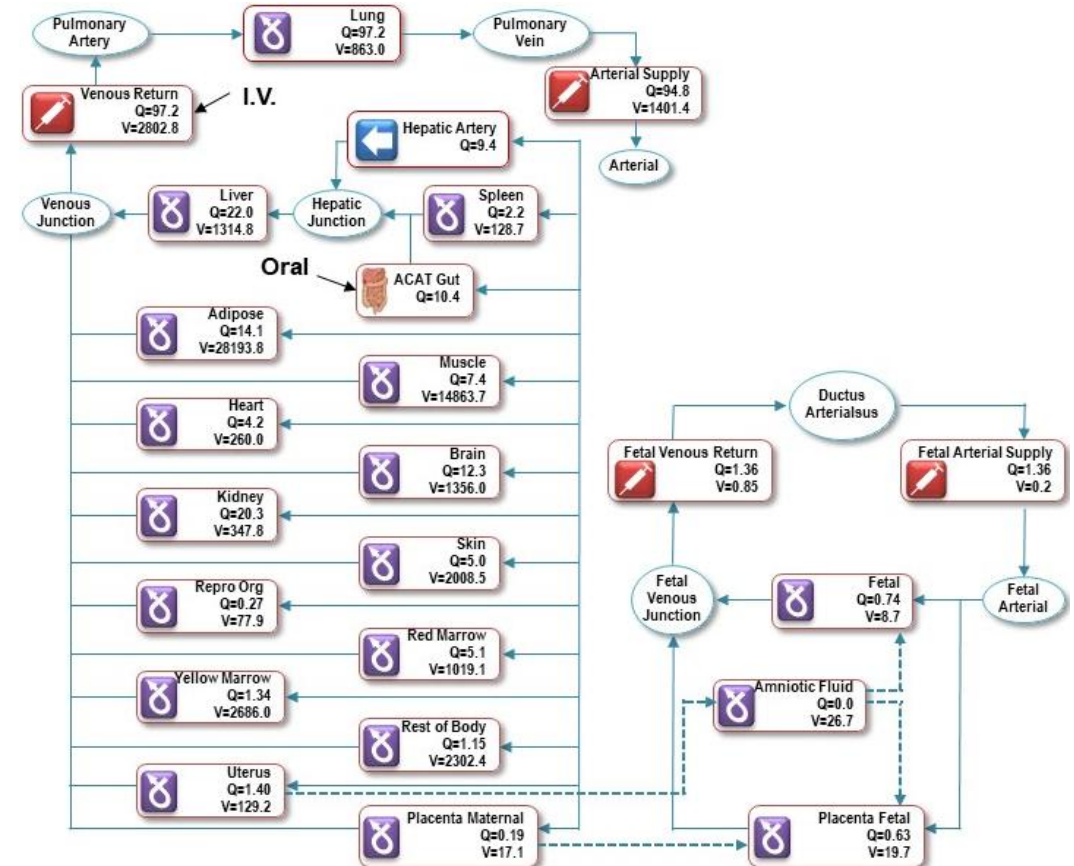 Pulmonary
Artery
Lung
Q=97.2
V=863.0
Pulmonary
Vein
Venous Return
Q=97.2
V=2802.8
I.V.
Arterial Supply
Q=94.8
V=1401.4
Hepatic Artery
Q=9.4
Arterial
Venous
Junction
Liver
Q=22.0
V=1314.8
Hepatic
Junction
Spleen
Q=2.2
V=128.7
Oral
ACAT Gut
Q=10.4
Adipose
Q=14.1
V=28193.8
Muscle
Q=7.4
V=14863.7
Heart
Q=4.2
V=260.0
Brain
Q=12.3
V=1356.0
Kidney
Q=20.3
V=347.8
Skin
Q=5.0
V=2008.5
Repro Org
Q=0.27
V=77.9
Red Marrow
Q=5.1
V=1019.1
Yellow Marrow
Q=1.34
V=2686.0
Rest of Body
Q=1.15
V=2302.4
Uterus
Q=1.40
V=129.2
Placenta Maternal
Q=0.19
V=17.1
Ductus
Arterialsus
Fetal Venous Return
Q=1.36
V=0.85
Fetal Arterial Supply
Q=1.36
V=0.2
Fetal
Venous
Junction
Fetal
Q=0.74
V=8.7
Fetal
Arterial
Amniotic Fluid
Q=0.0
V=26.7
Placenta Fetal
Q=0.63
V=19.7